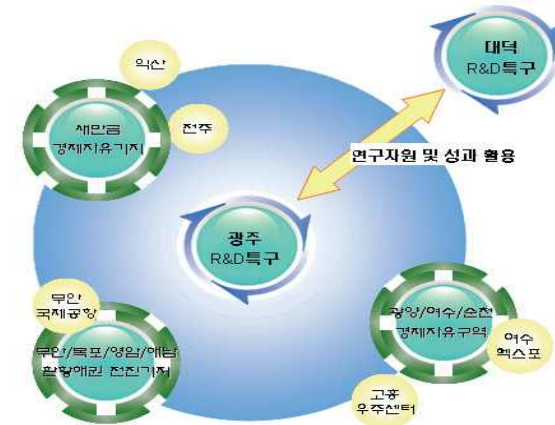 대덕
R&D특구
익산
새만금
경제자유기지
전주
연구자원 및 성과 활용
광주
R&D특구
무안
국제공항
무안/목포/영암/해남
환황해권 전진기지
광양/여수/순천
경제자유구역
여수
엑스포
고흥
우주센터